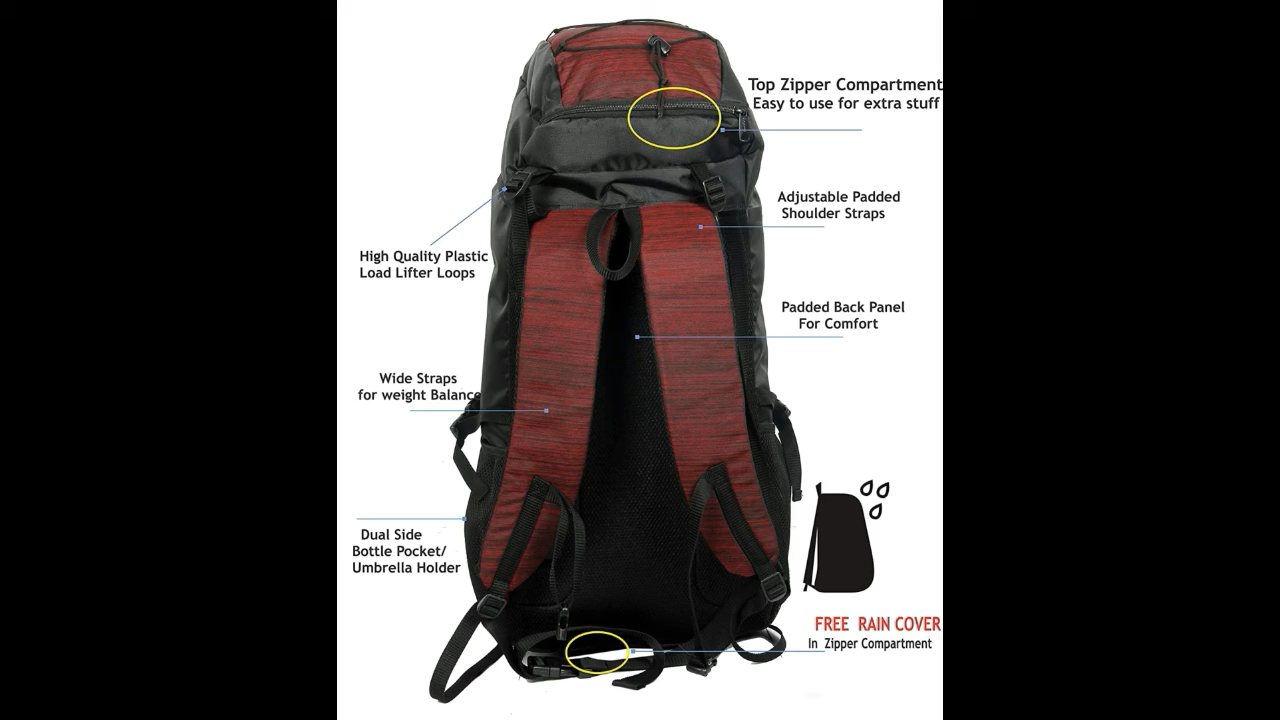 Top Zipper Compartment
Easy to use for extra stuff
Adjustable Padded
Shoulder Straps
High Quality Plastic
Load Lifter Loops
Padded Back Panel
For Comfort
Wide Straps
for weight Balance
Dual Side
Bottle Pocket/
Umbrella Holder
FREE RAIN COVER
In Zipper Compartment